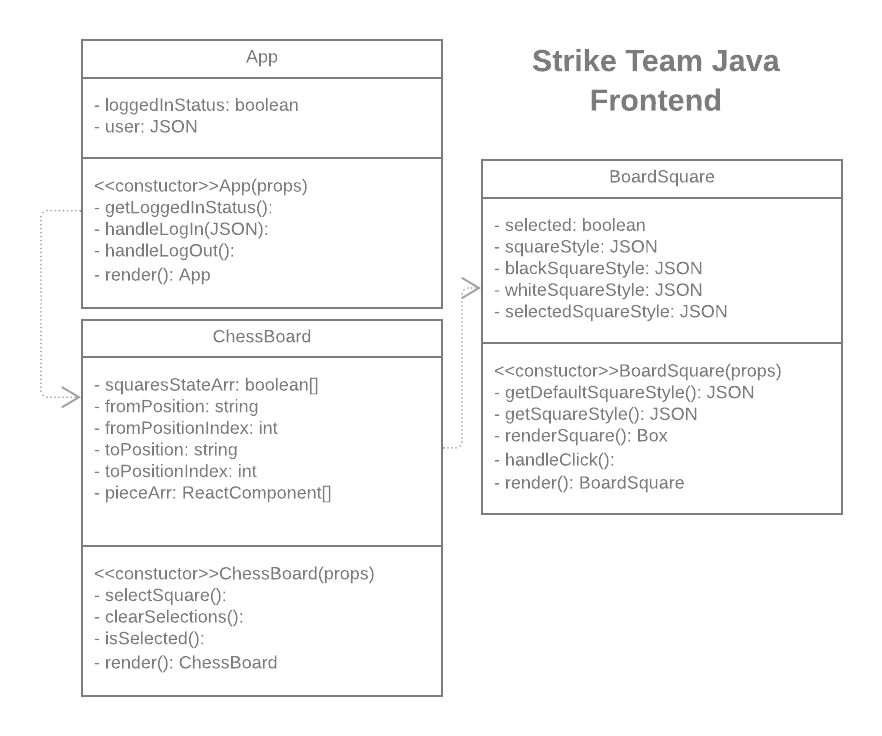 Strike Team Java
Frontend
App
- loggedInStatus: boolean
- user: JSON
<<constuctor>>App(props)
- getLoggedInStatus():
- handleLogIn(JSON):
- handleLogOut():
- render(): App
ChessBoard
- squaresStateArr: boolean[]
- fromPosition: string
- fromPositionIndex: int
- toPosition: string
- toPositionIndex: int
- pieceArr: ReactComponent[]
<<constuctor>>ChessBoard(props)
- selectSquare():
- clearSelections():
- isSelected():
- render(): ChessBoard
BoardSquare
- selected: boolean
- squareStyle: JSON
- blackSquareStyle: JSON
- whiteSquareStyle: JSON
- selectedSquareStyle: JSON
<<constuctor>>BoardSquare(props)
- getDefaultSquareStyle(): JSON
- getSquareStyle(): JSON
- renderSquare(): Box
- handleClick():
- render(): BoardSquare